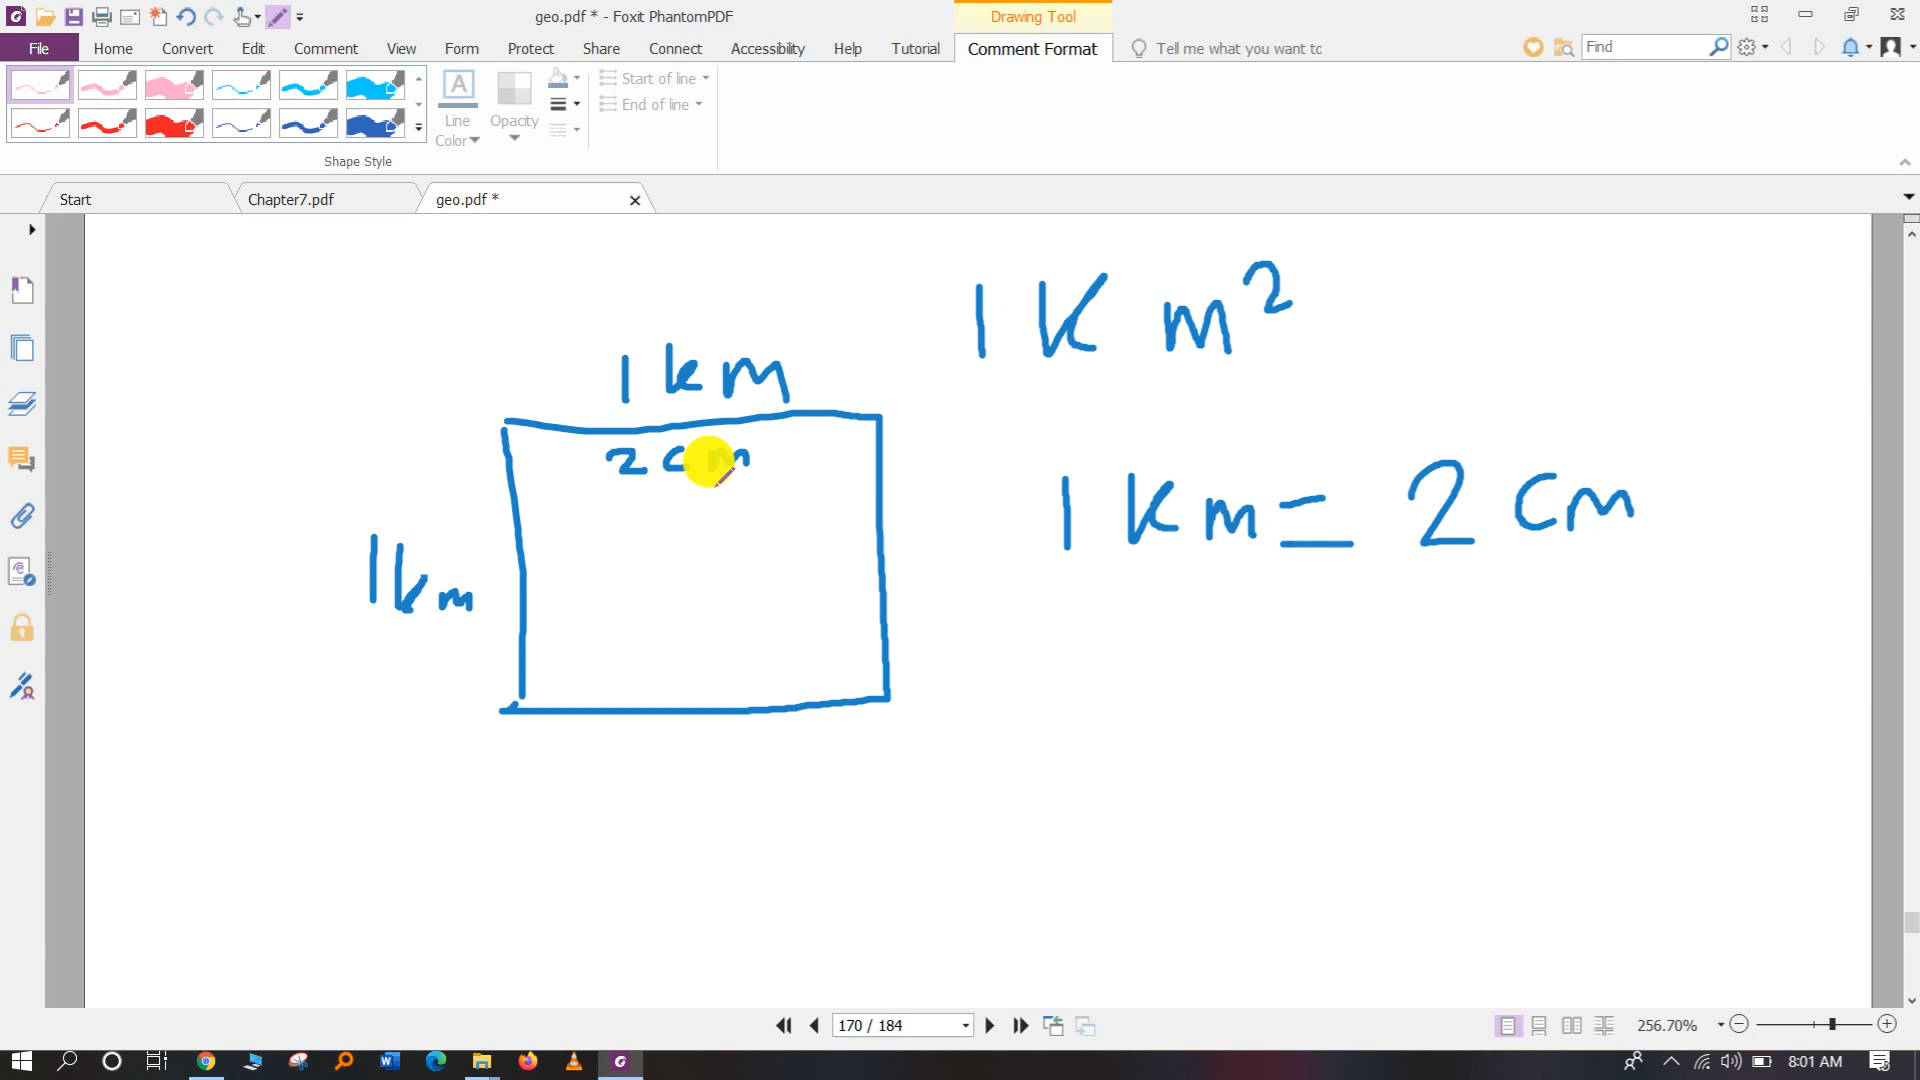 geo.pdf * - Foxit PhantomPDF
Drawing Tool
File Home Convert Edit Comment View Form Protect Share Connect Accessibility Help Tutorial Comment Format Tell me what you want to Find
Line Color
Opacity
Start of line
End of line
Shape Style
Start Chapter7.pdf geo.pdf *
1 K m²
1 km
2 cm
1 km = 2 cm
1 km
170 / 184
256.70%
8:01 AM